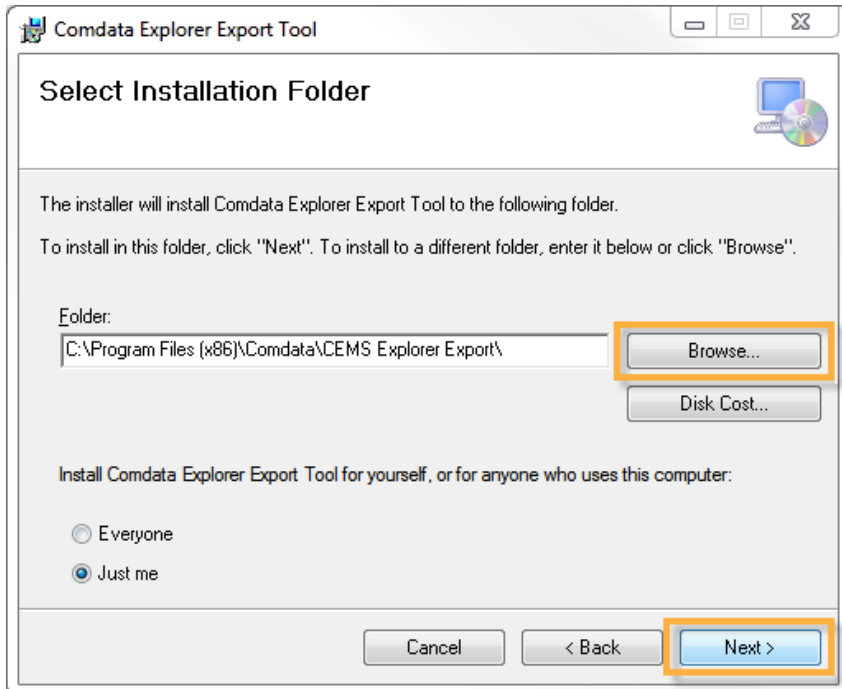 Comdata Explorer Export Tool
Select Installation Folder
The installer will install Comdata Explorer Export Tool to the following folder.
To install in this folder, click "Next". To install to a different folder, enter it below or click "Browse".
Folder:
C:\Program Files (x86)\Comdata\CEMS Explorer Export\
Browse...
Disk Cost...
Install Comdata Explorer Export Tool for yourself, or for anyone who uses this computer:
Everyone
Just me
Cancel
< Back
Next >